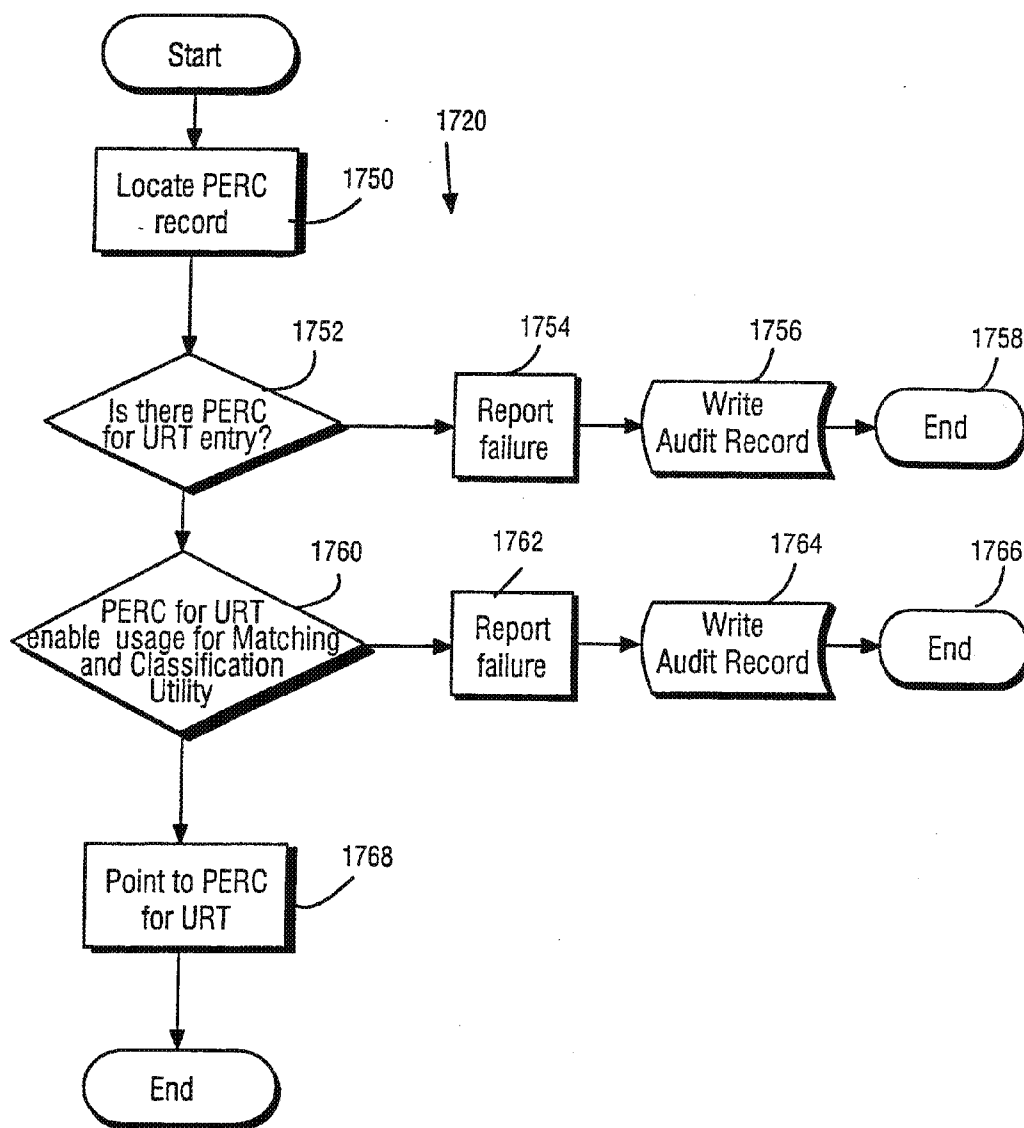 Start
1720
Locate PERC
record
1750
1752
Is there PERC
for URT entry?
1754
Report
failure
1756
Write
Audit Record
1758
End
1760
PERC for URT
enable usage for Matching
and Classification
Utility
1762
Report
failure
1764
Write
Audit Record
1766
End
1768
Point to PERC
for URT
End